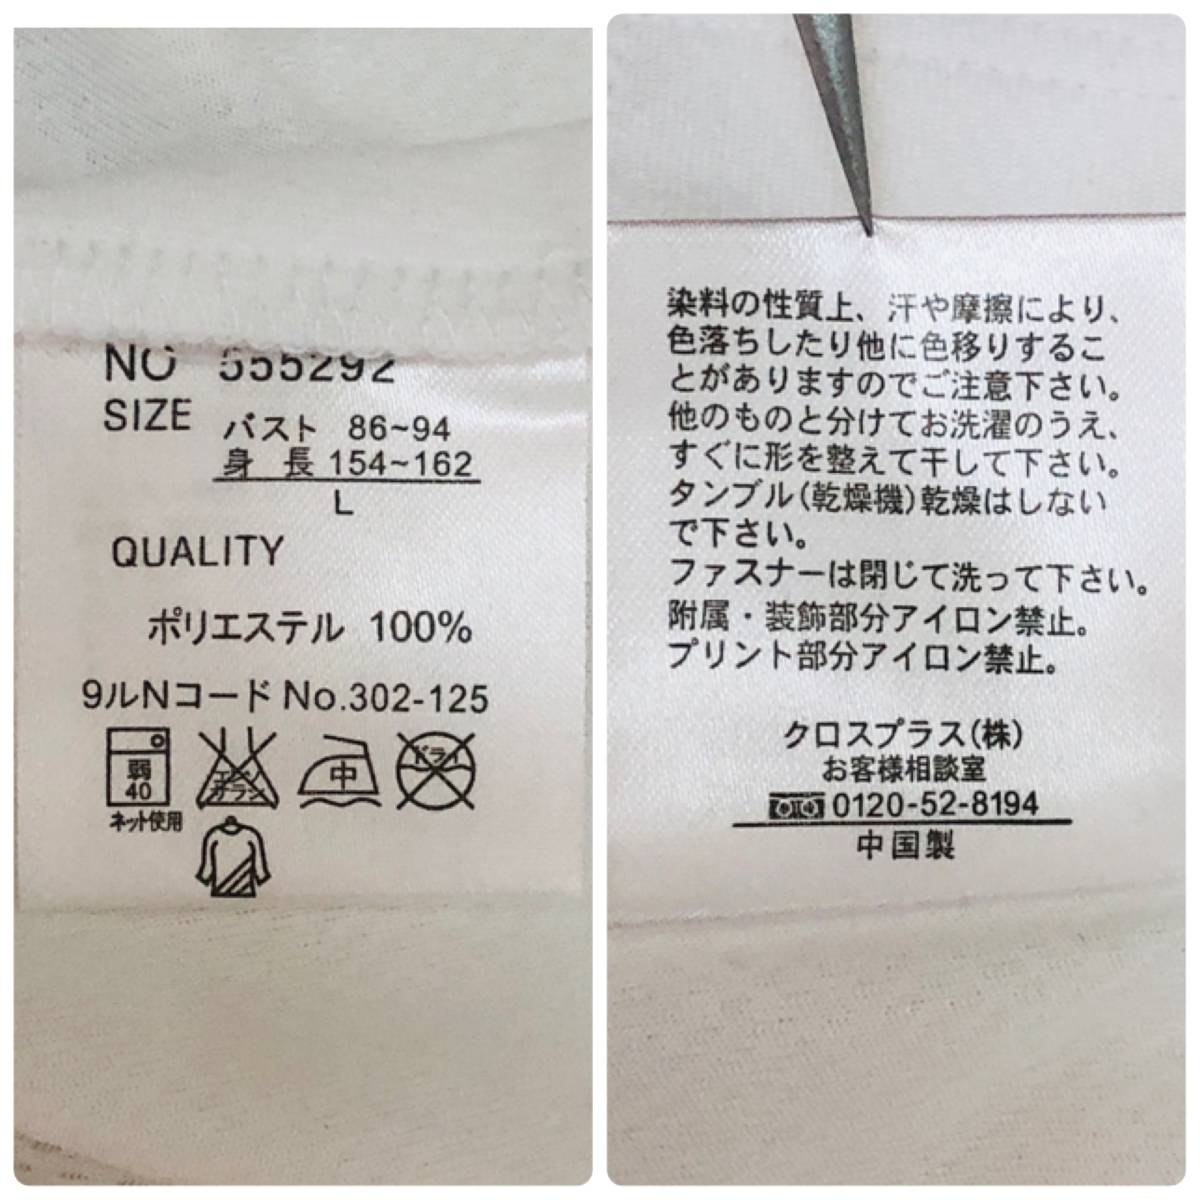 NO 555292
SIZE
バスト 86~94
身 長 154~162
L
QUALITY
ポリエステル 100%
9ルNコード No.302-125
弱
40
エンソ
サラシ
中
ドライ
ネット使用
染料の性質上、汗や摩擦により、
色落ちしたり他に色移りするこ
とがありますのでご注意下さい。
他のものと分けてお洗濯のうえ、
すぐに形を整えて干して下さい。
タンブル(乾燥機)乾燥はしない
で下さい。
ファスナーは閉じて洗って下さい。
附属・装飾部分アイロン禁止。
プリント部分アイロン禁止。
クロスプラス(株)
お客様相談室
0120-52-8194
中国製